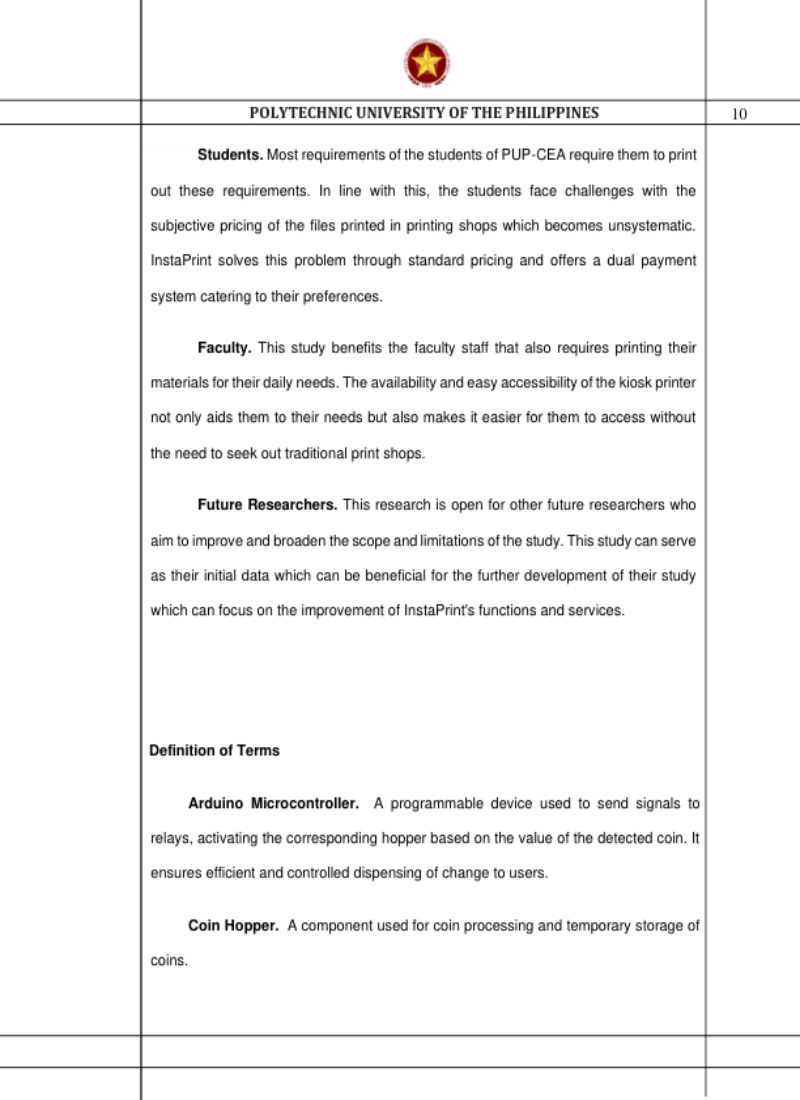 POLYTECHNIC UNIVERSITY OF THE PHILIPPINES
10
Students. Most requirements of the students of PUP-CEA require them to print
out these requirements. In line with this, the students face challenges with the
subjective pricing of the files printed in printing shops which becomes unsystematic.
InstaPrint solves this problem through standard pricing and offers a dual payment
system catering to their preferences.
Faculty. This study benefits the faculty staff that also requires printing their
materials for their daily needs. The availability and easy accessibility of the kiosk printer
not only aids them to their needs but also makes it easier for them to access without
the need to seek out traditional print shops.
Future Researchers. This research is open for other future researchers who
aim to improve and broaden the scope and limitations of the study. This study can serve
as their initial data which can be beneficial for the further development of their study
which can focus on the improvement of InstaPrint's functions and services.
Definition of Terms
Arduino Microcontroller. A programmable device used to send signals to
relays, activating the corresponding hopper based on the value of the detected coin. It
ensures efficient and controlled dispensing of change to users.
Coin Hopper. A component used for coin processing and temporary storage of
coins.